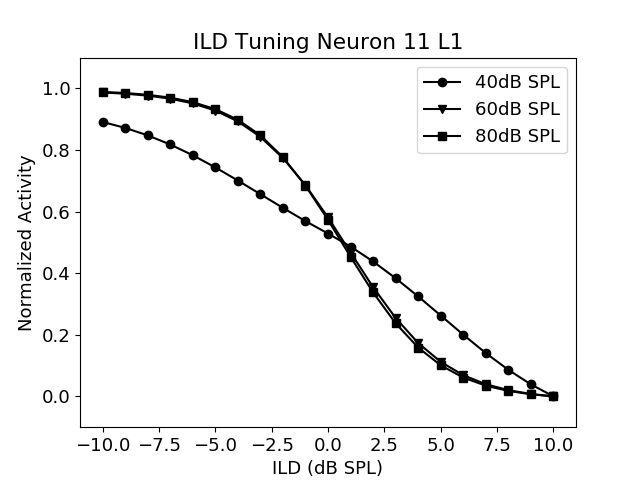 ILD Tuning Neuron 11 L1
40dB SPL
60dB SPL
80dB SPL
Normalized Activity
1.0
0.8
0.6
0.4
0.2
0.0
−10.0 −7.5 −5.0 −2.5 0.0 2.5 5.0 7.5 10.0
ILD (dB SPL)